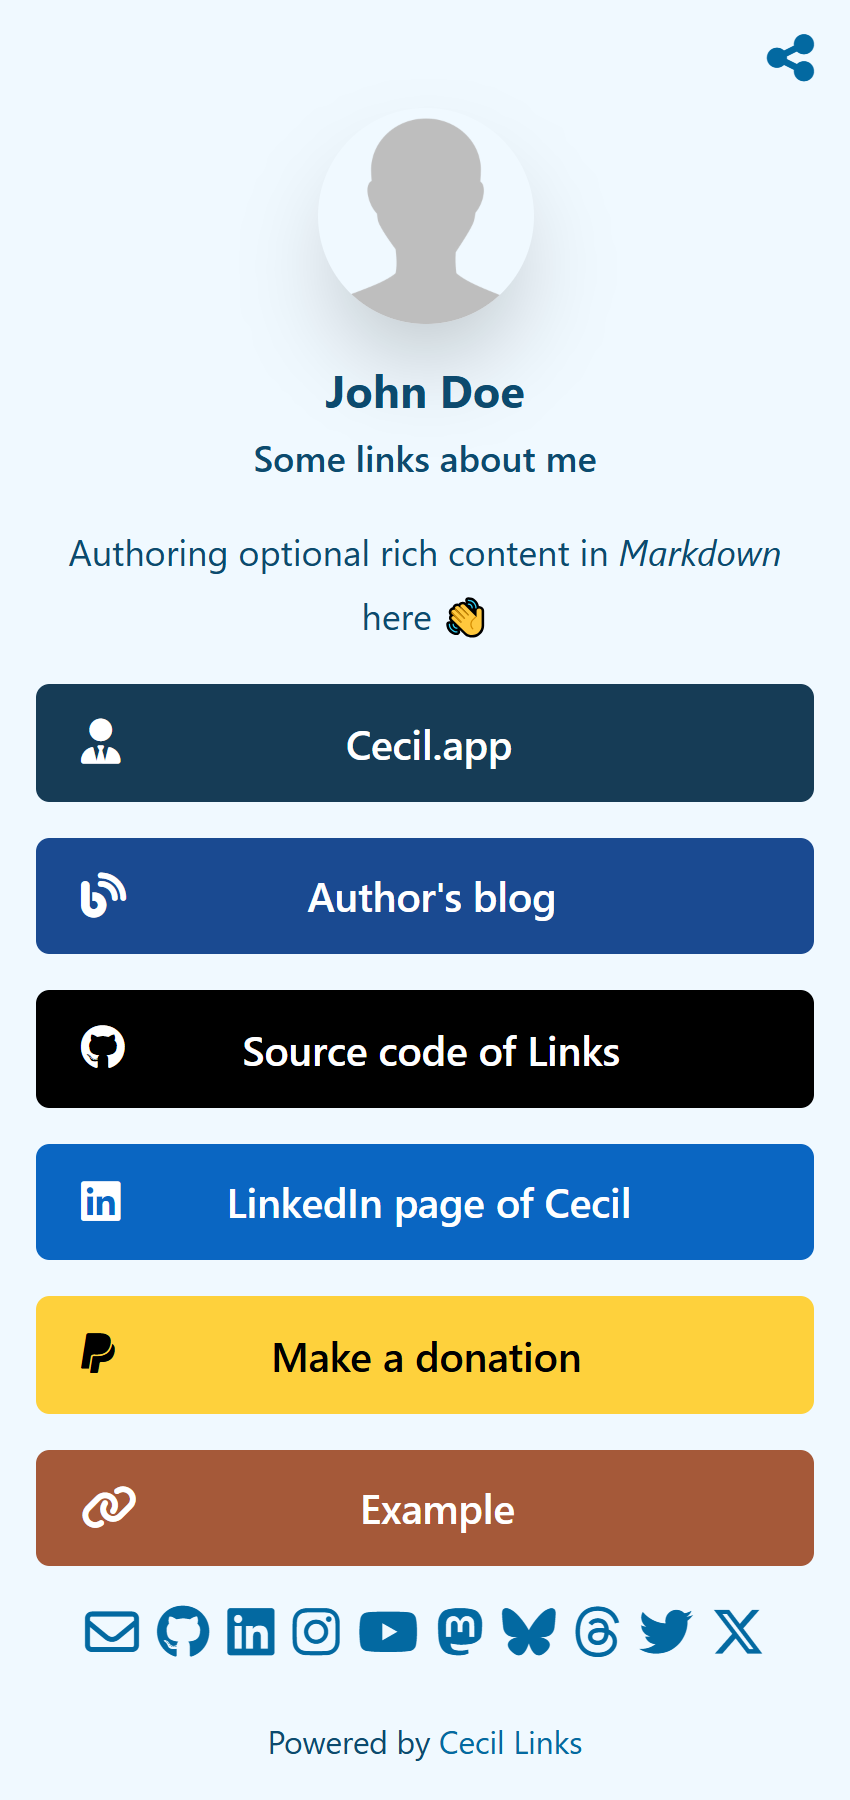 John Doe
Some links about me
Authoring optional rich content in Markdown
here 👋
Cecil.app
Author's blog
Source code of Links
LinkedIn page of Cecil
Make a donation
Example
Powered by Cecil Links